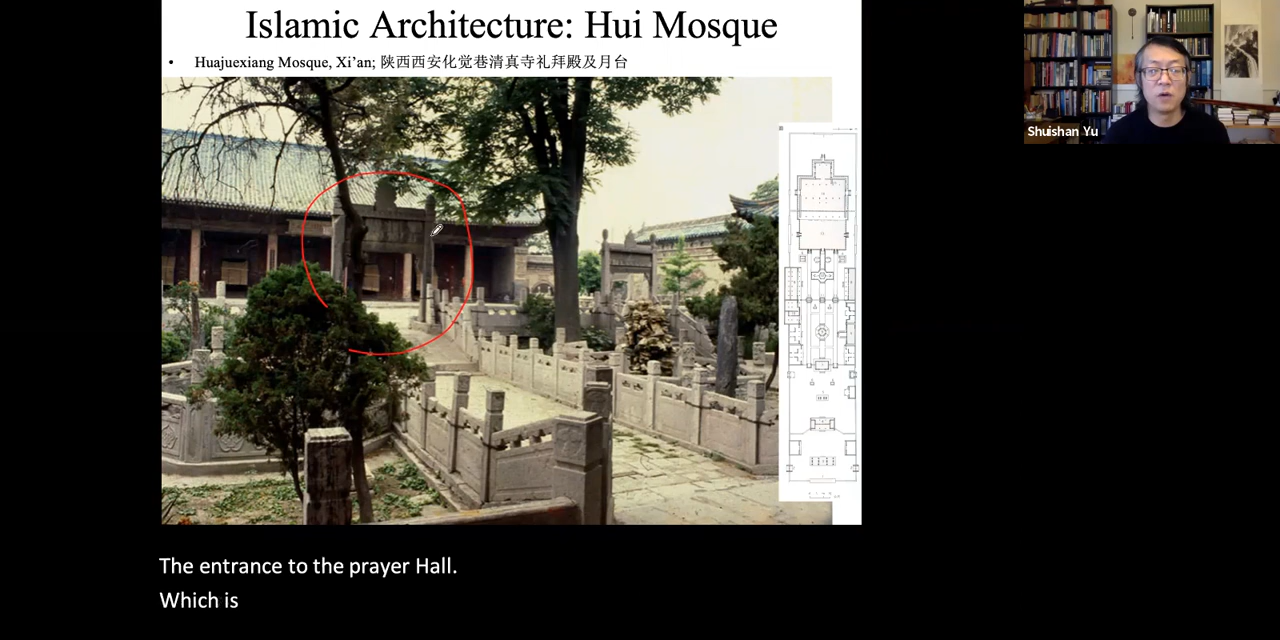 Islamic Architecture: Hui Mosque
• Huajuexiang Mosque, Xi'an; 陕西西安化觉巷清真寺礼拜殿及月台
Shuishan Yu
The entrance to the prayer Hall.
Which is